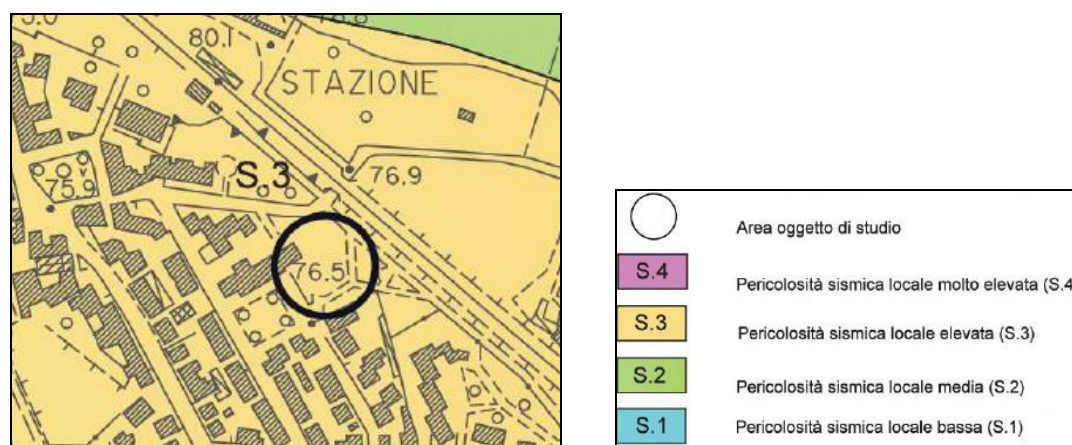 80.1
STAZIONE
S.3
75.9
76.9
76.5
Area oggetto di studio
S.4
Pericolosità sismica locale molto elevata (S.4
S.3
Pericolosità sismica locale elevata (S.3)
S.2
Pericolosità sismica locale media (S.2)
S.1
Pericolosità sismica locale bassa (S.1)